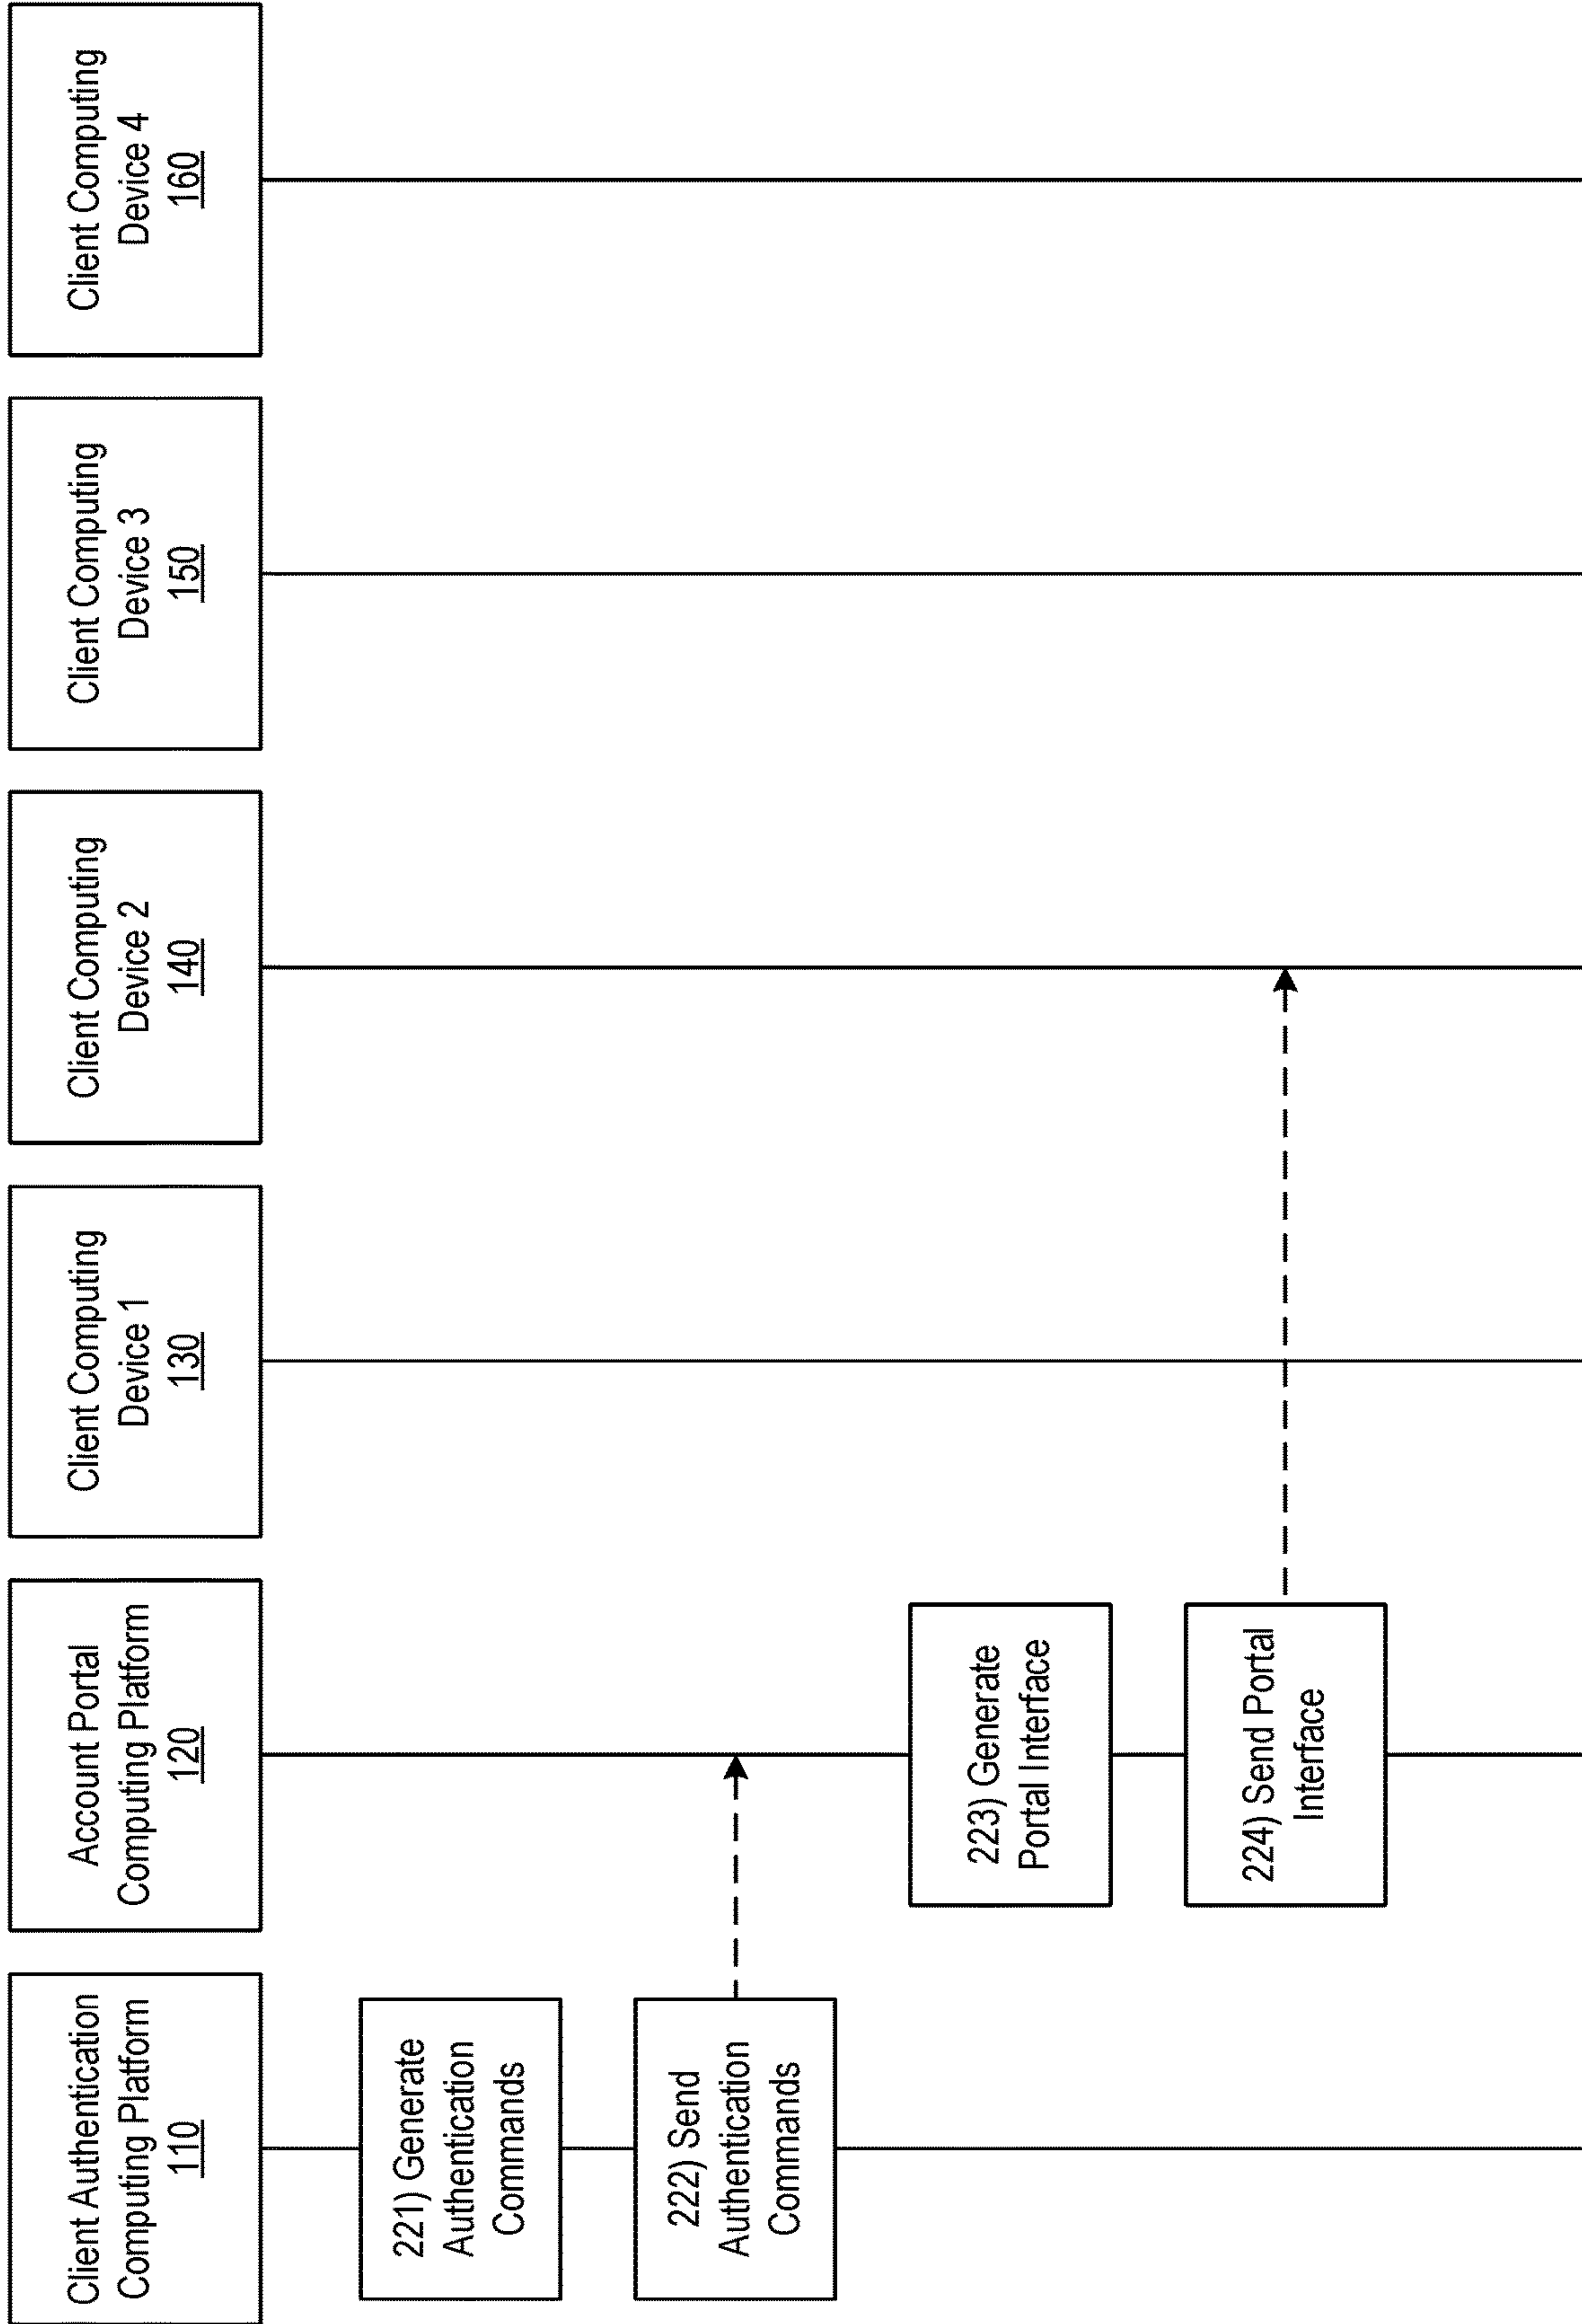 Client Authentication
Computing Platform
110
Account Portal
Computing Platform
120
Client Computing
Device 1
130
Client Computing
Device 2
140
Client Computing
Device 3
150
Client Computing
Device 4
160
221) Generate
Authentication
Commands
222) Send
Authentication
Commands
223) Generate
Portal Interface
224) Send Portal
Interface